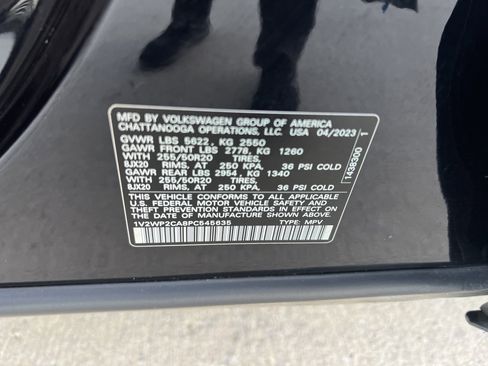 MFD BY VOLKSWAGEN GROUP OF AMERICA
CHATTANOOGA OPERATIONS, LLC. USA 04/2023
GVWR LBS 5622, KG 2550
GAWR FRONT LBS 2778, KG 1260
WITH 255/50R20 TIRES,
8JX20 RIMS, AT 250 KPA, 36 PSI COLD
GAWR REAR LBS 2954, KG 1340
WITH 255/50R20 TIRES,
8JX20 RIMS, AT 250 KPA, 36 PSI COLD
THIS VEHICLE CONFORMS TO ALL APPLICABLE
U.S. FEDERAL MOTOR VEHICLE SAFETY, BUMPER,
AND THEFT PREVENTION STANDARDS IN EFFECT
ON THE DATE OF MANUFACTURE SHOWN ABOVE.
1V2WP2CA8PC545635 TYPE: MPV
1438300 1